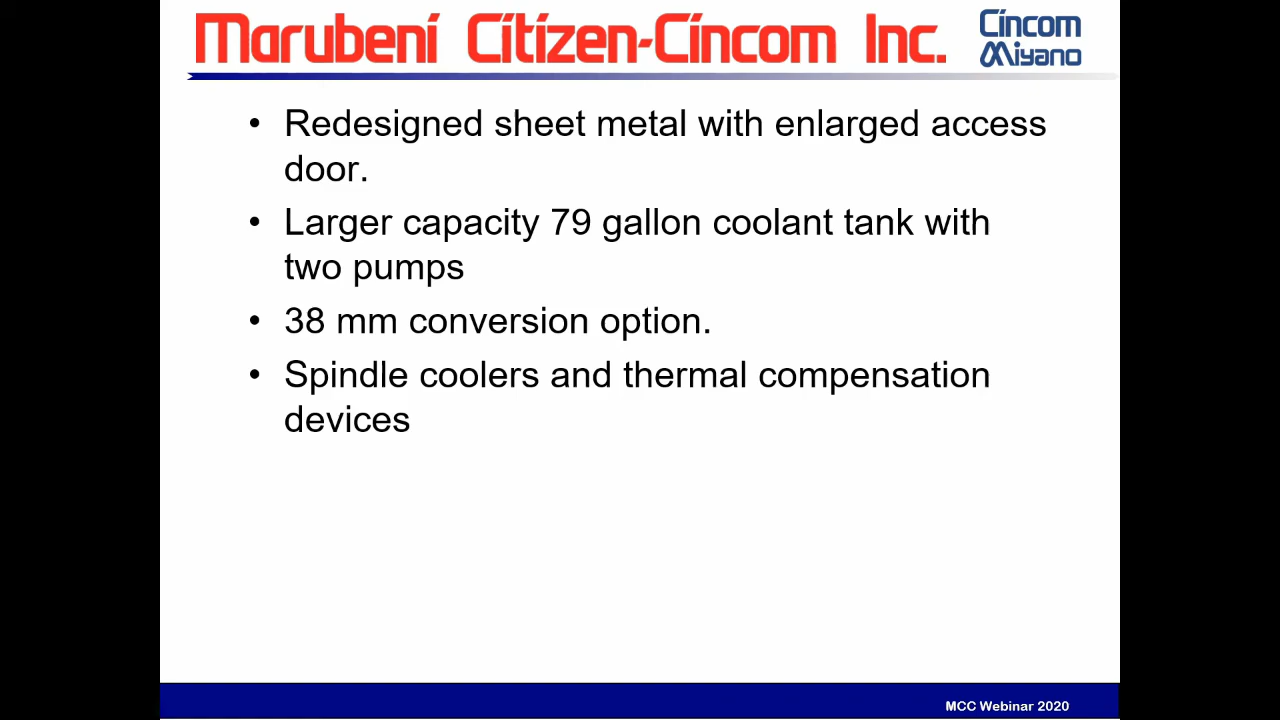 Marubeni Citizen-Cincom Inc.
Cincom
Miyano
• Redesigned sheet metal with enlarged access
door.
• Larger capacity 79 gallon coolant tank with
two pumps
• 38 mm conversion option.
• Spindle coolers and thermal compensation
devices
MCC Webinar 2020